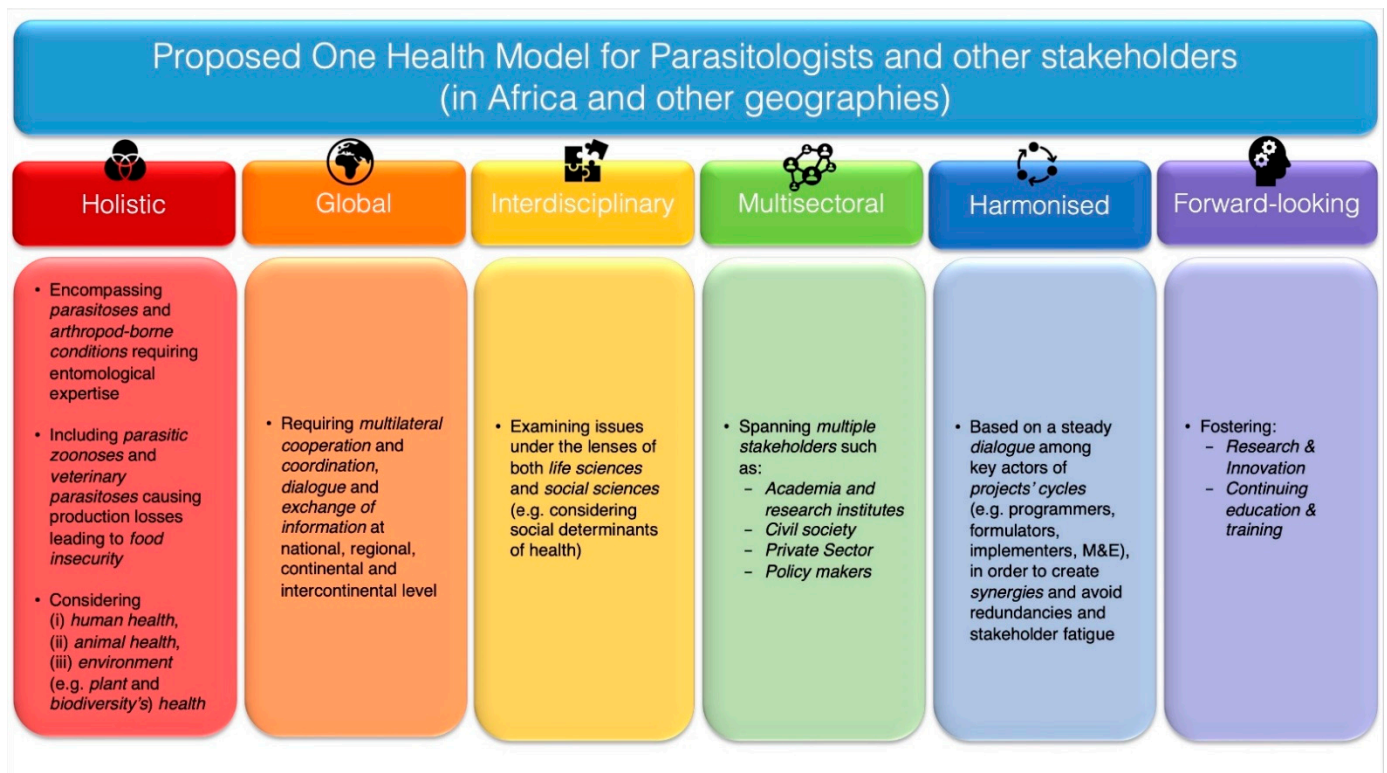 Proposed One Health Model for Parasitologists and other stakeholders
(in Africa and other geographies)
Holistic
Global
Interdisciplinary
Multisectoral
Harmonised
Forward-looking
• Encompassing
parasitoses and
arthropod-borne
conditions requiring
entomological
expertise
• Including parasitic
zoonoses and
veterinary
parasitoses causing
production losses
leading to food
insecurity
• Considering
(i) human health,
(ii) animal health,
(iii) environment
(e.g. plant and
biodiversity's) health
• Requiring multilateral
cooperation and
coordination,
dialogue and
exchange of
information at
national, regional,
continental and
intercontinental level
• Examining issues
under the lenses of
both life sciences
and social sciences
(e.g. considering
social determinants
of health)
• Spanning multiple
stakeholders such
as:
– Academia and
research institutes
– Civil society
– Private Sector
– Policy makers
• Based on a steady
dialogue among
key actors of
projects' cycles
(e.g. programmers,
formulators,
implementers, M&E),
in order to create
synergies and avoid
redundancies and
stakeholder fatigue
• Fostering:
– Research &
Innovation
– Continuing
education &
training